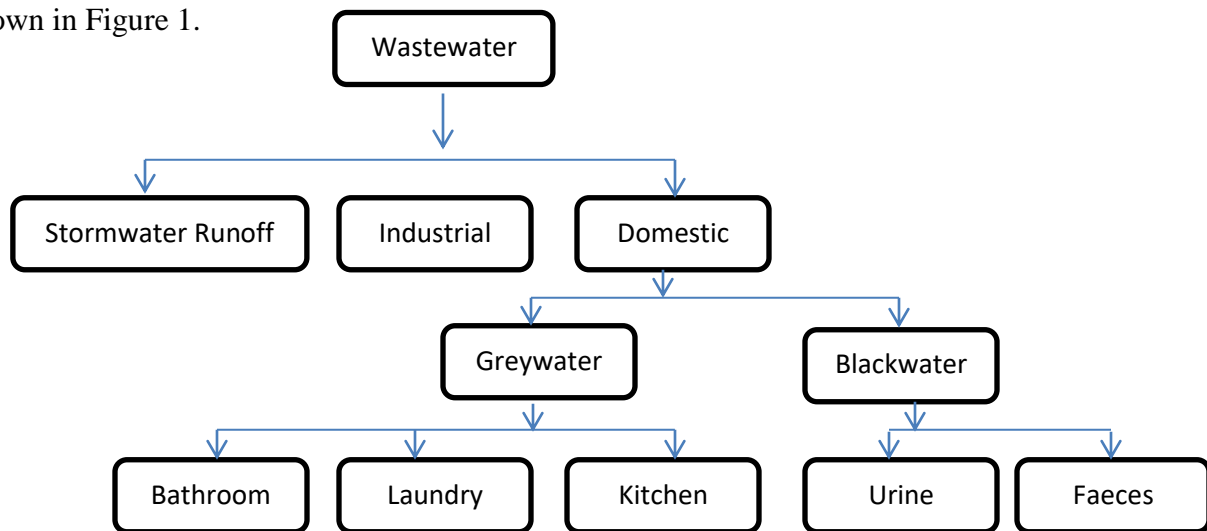 own in Figure 1.
Wastewater
Stormwater Runoff
Industrial
Domestic
Greywater
Blackwater
Bathroom
Laundry
Kitchen
Urine
Faeces